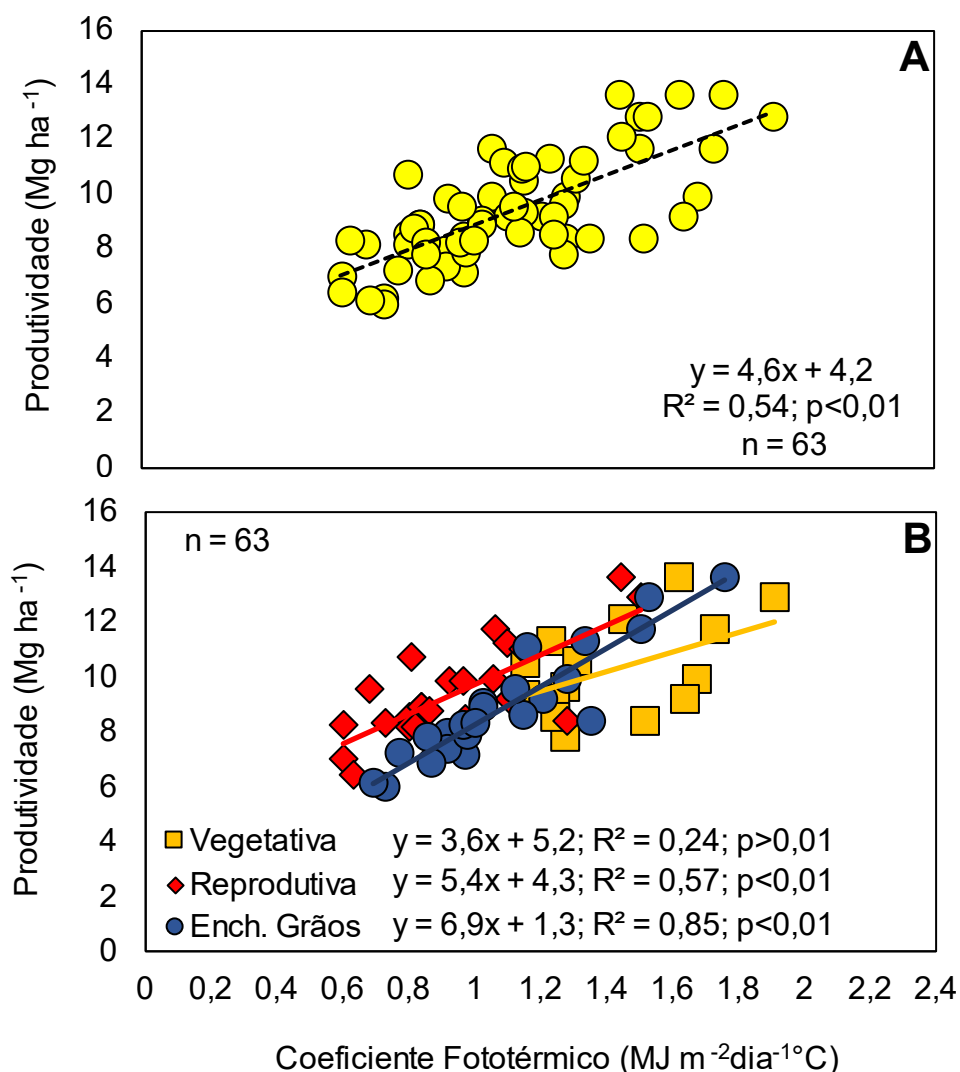 A
Produtividade (Mg ha⁻¹)
16
14
12
10
8
6
4
2
0
y = 4,6x + 4,2
R² = 0,54; p<0,01
n = 63
B
n = 63
Produtividade (Mg ha⁻¹)
16
14
12
10
8
6
4
2
0
Vegetativa y = 3,6x + 5,2; R² = 0,24; p>0,01
Reprodutiva y = 5,4x + 4,3; R² = 0,57; p<0,01
Ench. Grãos y = 6,9x + 1,3; R² = 0,85; p<0,01
0 0,2 0,4 0,6 0,8 1 1,2 1,4 1,6 1,8 2 2,2 2,4
Coeficiente Fototérmico (MJ m⁻²dia⁻¹°C)